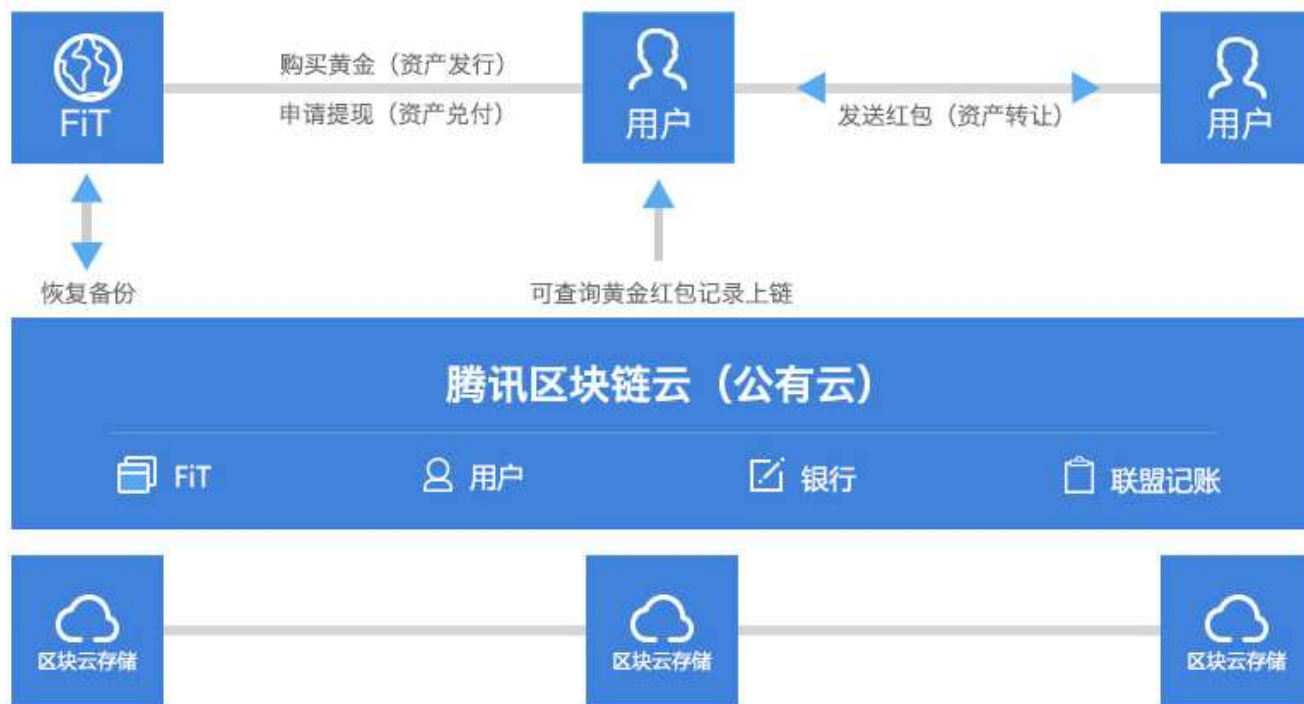 FiT
购买黄金（资产发行）
申请提现（资产兑付）
用户
发送红包（资产转让）
用户
恢复备份
可查询黄金红包记录上链
腾讯区块链云（公有云）
FiT
用户
银行
联盟记账
区块云存储
区块云存储
区块云存储